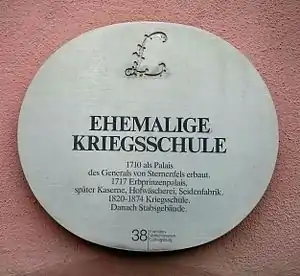 EHEMALIGE
KRIEGSSCHULE
1710 als Palais
des Generals von Sternenfels erbaut.
1717 Erbprinzenpalais,
später Kaserne, Hofwäscherei, Seidenfabrik.
1820-1874 Kriegsschule.
Danach Stabsgebäude.
38